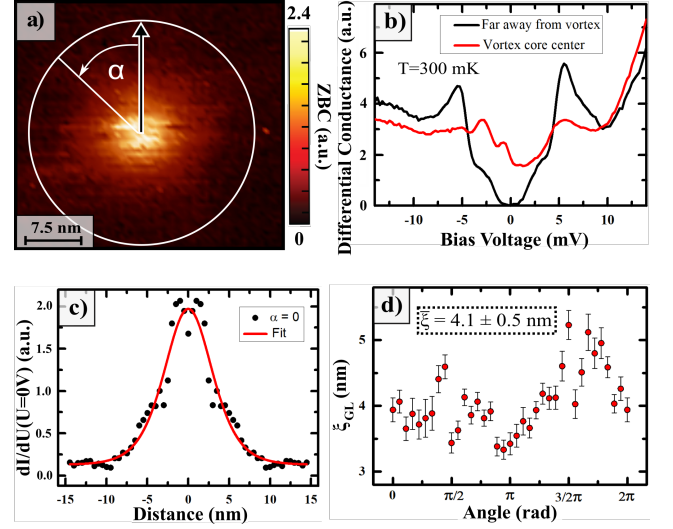 a)
α
7.5 nm
2.4
ZBC (a.u.)
0
b)
Far away from vortex
Vortex core center
T=300 mK
Differential Conductance (a.u.)
0
2
4
6
-10
-5
0
5
10
Bias Voltage (mV)
c)
α = 0
Fit
dI/dU(U=0V) (a.u.)
2.0
1.5
1.0
0.5
0.0
-15
-10
-5
0
5
10
15
Distance (nm)
d)
ξ̄ = 4.1 ± 0.5 nm
ξGL (nm)
5
4
3
0
π/2
π
3/2π
2π
Angle (rad)